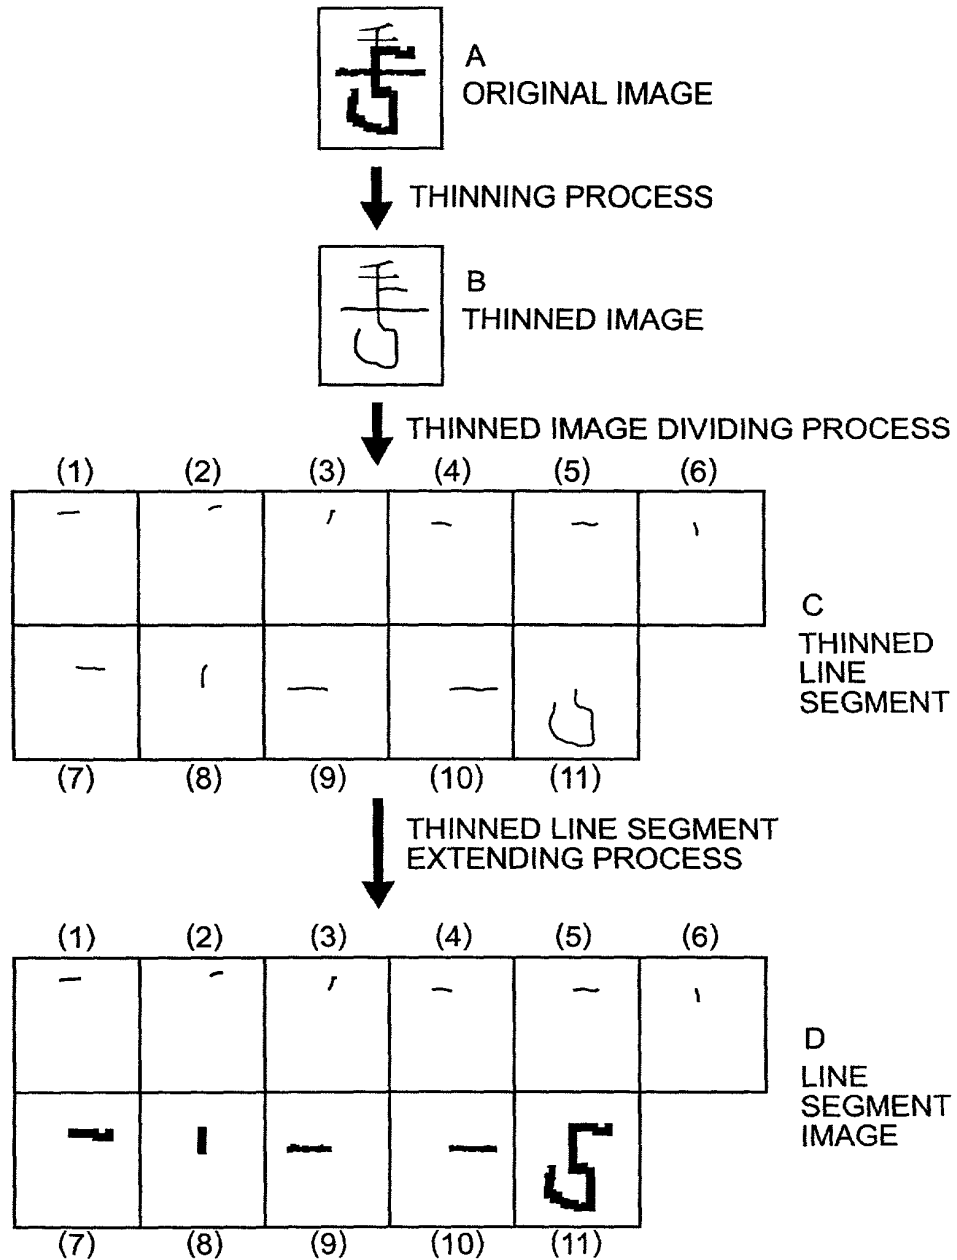 A
ORIGINAL IMAGE
THINNING PROCESS
B
THINNED IMAGE
THINNED IMAGE DIVIDING PROCESS
(1) (2) (3) (4) (5) (6)
C
THINNED
LINE
SEGMENT
(7) (8) (9) (10) (11)
THINNED LINE SEGMENT
EXTENDING PROCESS
(1) (2) (3) (4) (5) (6)
D
LINE
SEGMENT
IMAGE
(7) (8) (9) (10) (11)